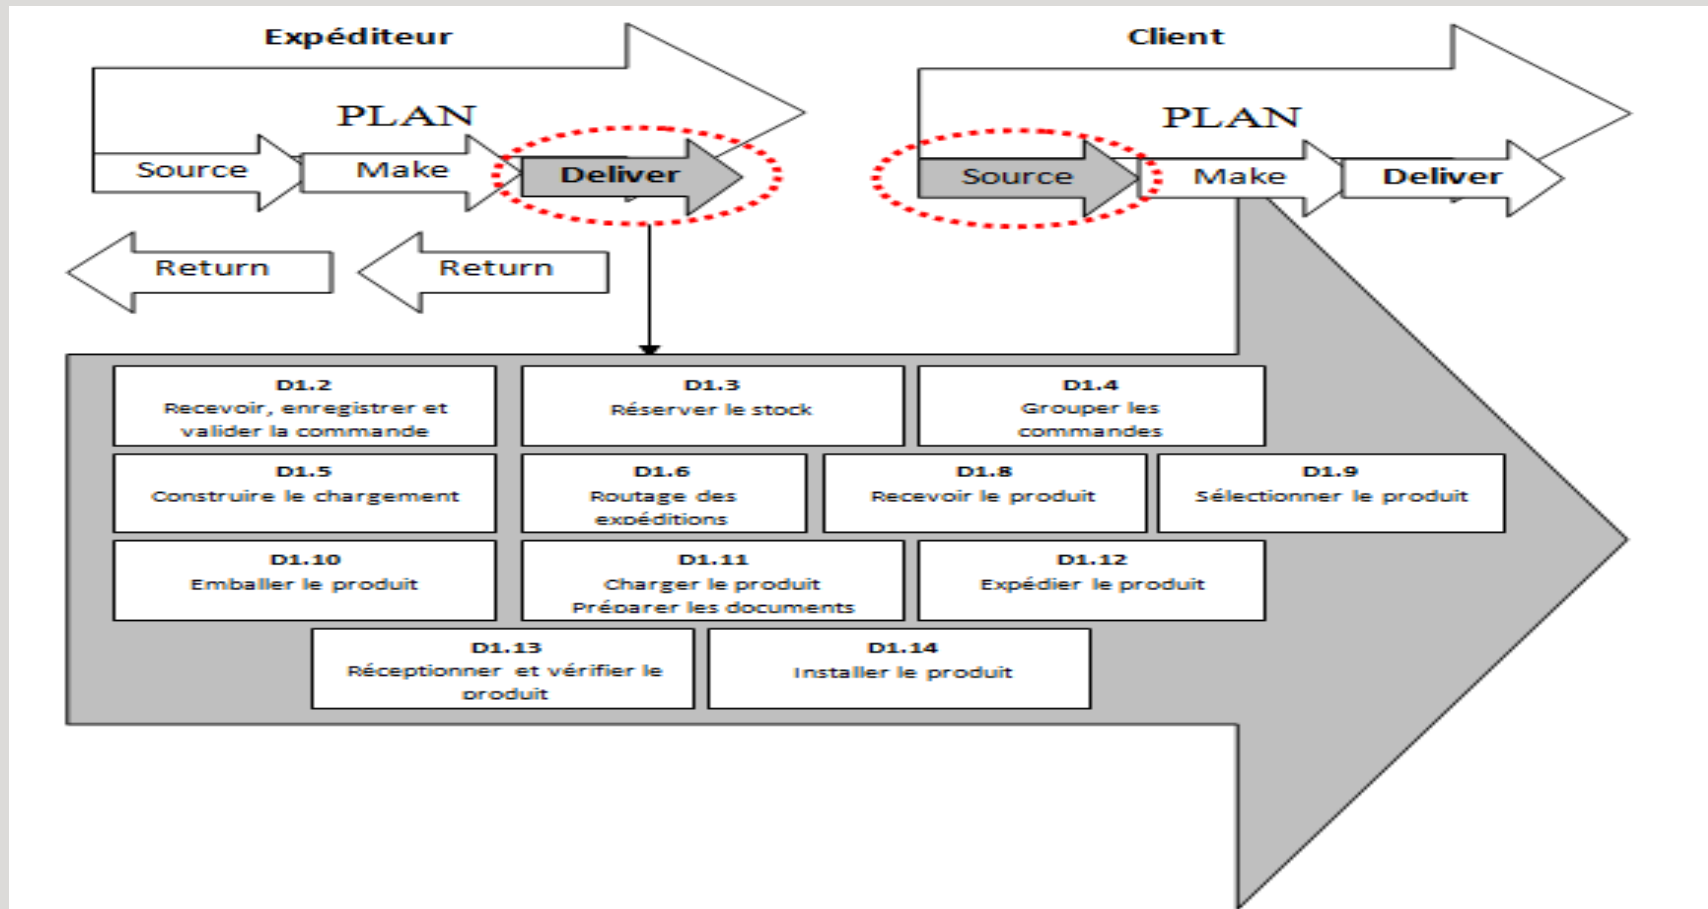 Expéditeur
Client
PLAN
PLAN
Source
Make
Deliver
Source
Make
Deliver
Return
Return
D1.2
Recevoir, enregistrer et
valider la commande
D1.3
Réserver le stock
D1.4
Grouper les
commandes
D1.5
Construire le chargement
D1.6
Routage des
expéditions
D1.8
Recevoir le produit
D1.9
Sélectionner le produit
D1.10
Emballer le produit
D1.11
Charger le produit
Préparer les documents
D1.12
Expédier le produit
D1.13
Réceptionner et vérifier le
produit
D1.14
Installer le produit